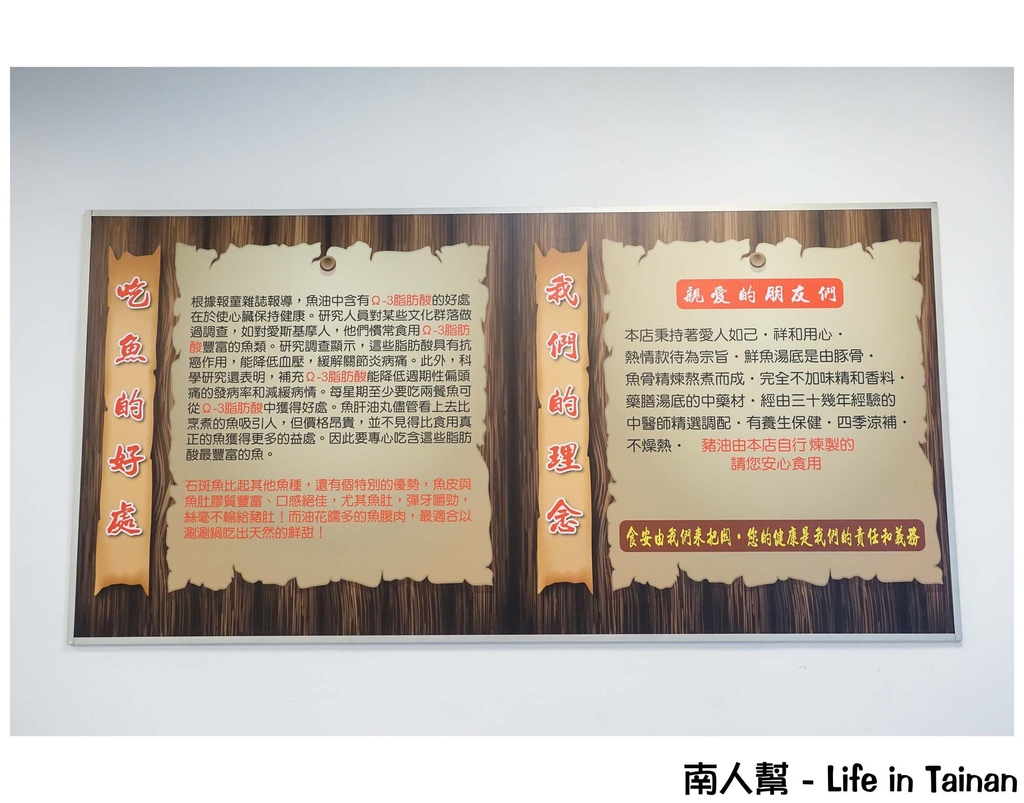 吃魚的好處
根據報章雜誌報導，魚油中含有Ω-3脂肪酸的好處
在於使心臟保持健康。研究人員對某些文化群落做
過調查，如對愛斯基摩人，他們慣常食用Ω-3脂肪
酸豐富的魚類。研究調查顯示，這些脂肪酸具有抗
癌作用，能降低血壓，緩解關節炎病痛。此外，科
學研究還表明，補充Ω-3脂肪酸能降低週期性偏頭
痛的發病率和減緩病情。每星期至少要吃兩餐魚可
從Ω-3脂肪酸中獲得好處。魚肝油丸儘管看上去比
烹煮的魚吸引人，但價格昂貴，並不見得比食用真
正的魚獲得更多的益處。因此要專心吃含這些脂肪
酸最豐富的魚。
石斑魚比起其他魚種，還有個特別的優勢，魚皮與
魚肚膠質豐富、口感絕佳，尤其魚肚，彈牙嚼勁，
絲毫不輸給豬肚！而油花臑多的魚腹肉，最適合以
涮涮鍋吃出天然的鮮甜！
我們的理念
親愛的朋友們
本店秉持著愛人如己・祥和用心・
熱情款待為宗旨・鮮魚湯底是由豚骨・
魚骨精煉熬煮而成・完全不加味精和香料・
藥膳湯底的中藥材・經由三十幾年經驗的
中醫師精選調配・有養生保健・四季涼補・
不燥熱・ 豬油由本店自行煉製的
請您安心食用
食安由我們來把關・您的健康是我們的責任和義務
南人幫 - Life in Tainan